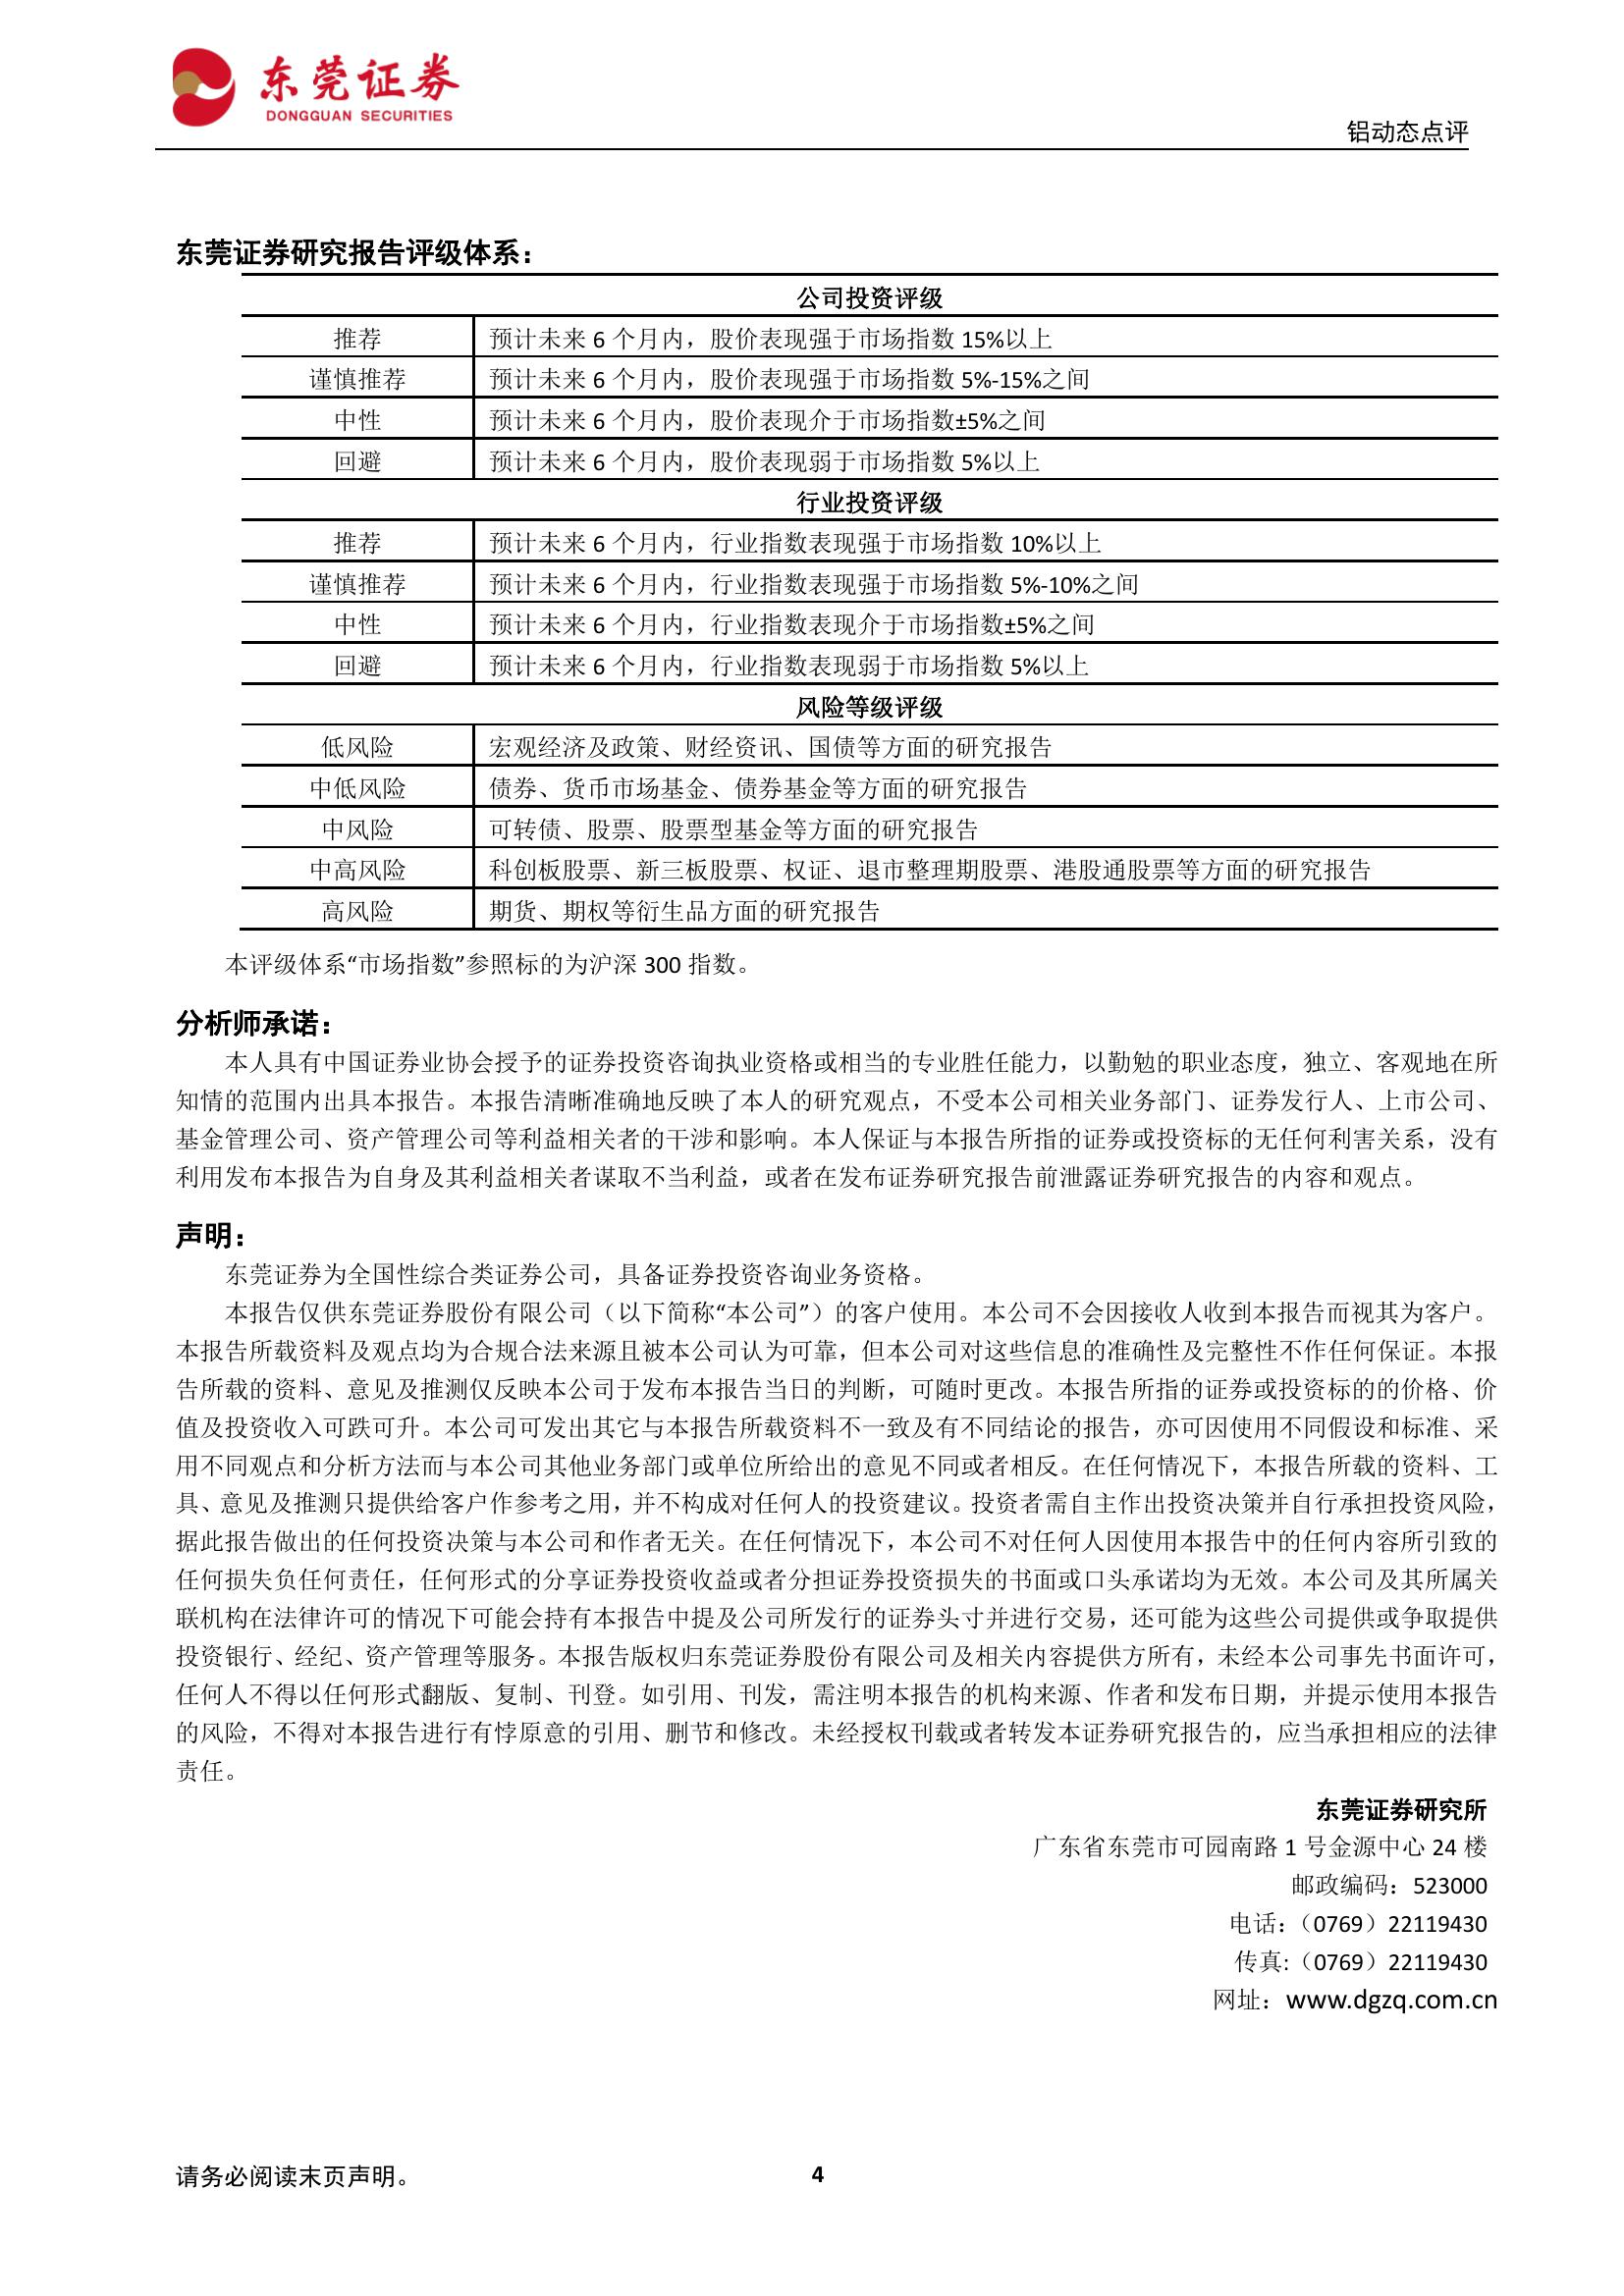 东莞证券
DONGGUAN SECURITIES
铝动态点评
东莞证券研究报告评级体系：
公司投资评级
推荐 预计未来 6 个月内，股价表现强于市场指数 15%以上
谨慎推荐 预计未来 6 个月内，股价表现强于市场指数 5%-15%之间
中性 预计未来 6 个月内，股价表现介于市场指数±5%之间
回避 预计未来 6 个月内，股价表现弱于市场指数 5%以上
行业投资评级
推荐 预计未来 6 个月内，行业指数表现强于市场指数 10%以上
谨慎推荐 预计未来 6 个月内，行业指数表现强于市场指数 5%-10%之间
中性 预计未来 6 个月内，行业指数表现介于市场指数±5%之间
回避 预计未来 6 个月内，行业指数表现弱于市场指数 5%以上
风险等级评级
低风险 宏观经济及政策、财经资讯、国债等方面的研究报告
中低风险 债券、货币市场基金、债券基金等方面的研究报告
中风险 可转债、股票、股票型基金等方面的研究报告
中高风险 科创板股票、新三板股票、权证、退市整理期股票、港股通股票等方面的研究报告
高风险 期货、期权等衍生品方面的研究报告
本评级体系“市场指数”参照标的为沪深 300 指数。
分析师承诺：
本人具有中国证券业协会授予的证券投资咨询执业资格或相当的专业胜任能力，以勤勉的职业态度，独立、客观地在所
知情的范围内出具本报告。本报告清晰准确地反映了本人的研究观点，不受本公司相关业务部门、证券发行人、上市公司、
基金管理公司、资产管理公司等利益相关者的干涉和影响。本人保证与本报告所指的证券或投资标的无任何利害关系，没有
利用发布本报告为自身及其利益相关者谋取不当利益，或者在发布证券研究报告前泄露证券研究报告的内容和观点。
声明：
东莞证券为全国性综合类证券公司，具备证券投资咨询业务资格。
本报告仅供东莞证券股份有限公司（以下简称“本公司”）的客户使用。本公司不会因接收人收到本报告而视其为客户。
本报告所载资料及观点均为合规合法来源且被本公司认为可靠，但本公司对这些信息的准确性及完整性不作任何保证。本报
告所载的资料、意见及推测仅反映本公司于发布本报告当日的判断，可随时更改。本报告所指的证券或投资标的的价格、价
值及投资收入可跌可升。本公司可发出其它与本报告所载资料不一致及有不同结论的报告，亦可因使用不同假设和标准、采
用不同观点和分析方法而与本公司其他业务部门或单位所给出的意见不同或者相反。在任何情况下，本报告所载的资料、工
具、意见及推测只提供给客户作参考之用，并不构成对任何人的投资建议。投资者需自主作出投资决策并自行承担投资风险，
据此报告做出的任何投资决策与本公司和作者无关。在任何情况下，本公司不对任何人因使用本报告中的任何内容所引致的
任何损失负任何责任，任何形式的分享证券投资收益或者分担证券投资损失的书面或口头承诺均为无效。本公司及其所属关
联机构在法律许可的情况下可能会持有本报告中提及公司所发行的证券头寸并进行交易，还可能为这些公司提供或争取提供
投资银行、经纪、资产管理等服务。本报告版权归东莞证券股份有限公司及相关内容提供方所有，未经本公司事先书面许可，
任何人不得以任何形式翻版、复制、刊登。如引用、刊发，需注明本报告的机构来源、作者和发布日期，并提示使用本报告
的风险，不得对本报告进行有悖原意的引用、删节和修改。未经授权刊载或者转发本证券研究报告的，应当承担相应的法律
责任。
东莞证券研究所
广东省东莞市可园南路 1 号金源中心 24 楼
邮政编码：523000
电话：（0769）22119430
传真:（0769）22119430
网址：www.dgzq.com.cn
请务必阅读末页声明。
4